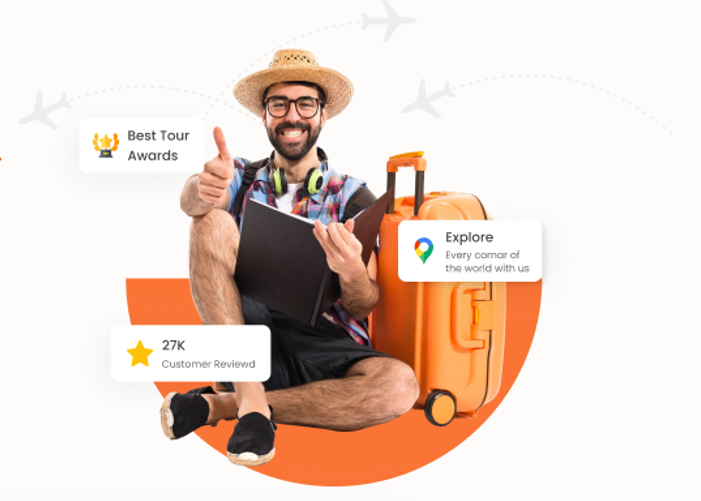 Best Tour
Awards
Explore
Every cornar of
the world with us
27K
Customer Reviewd